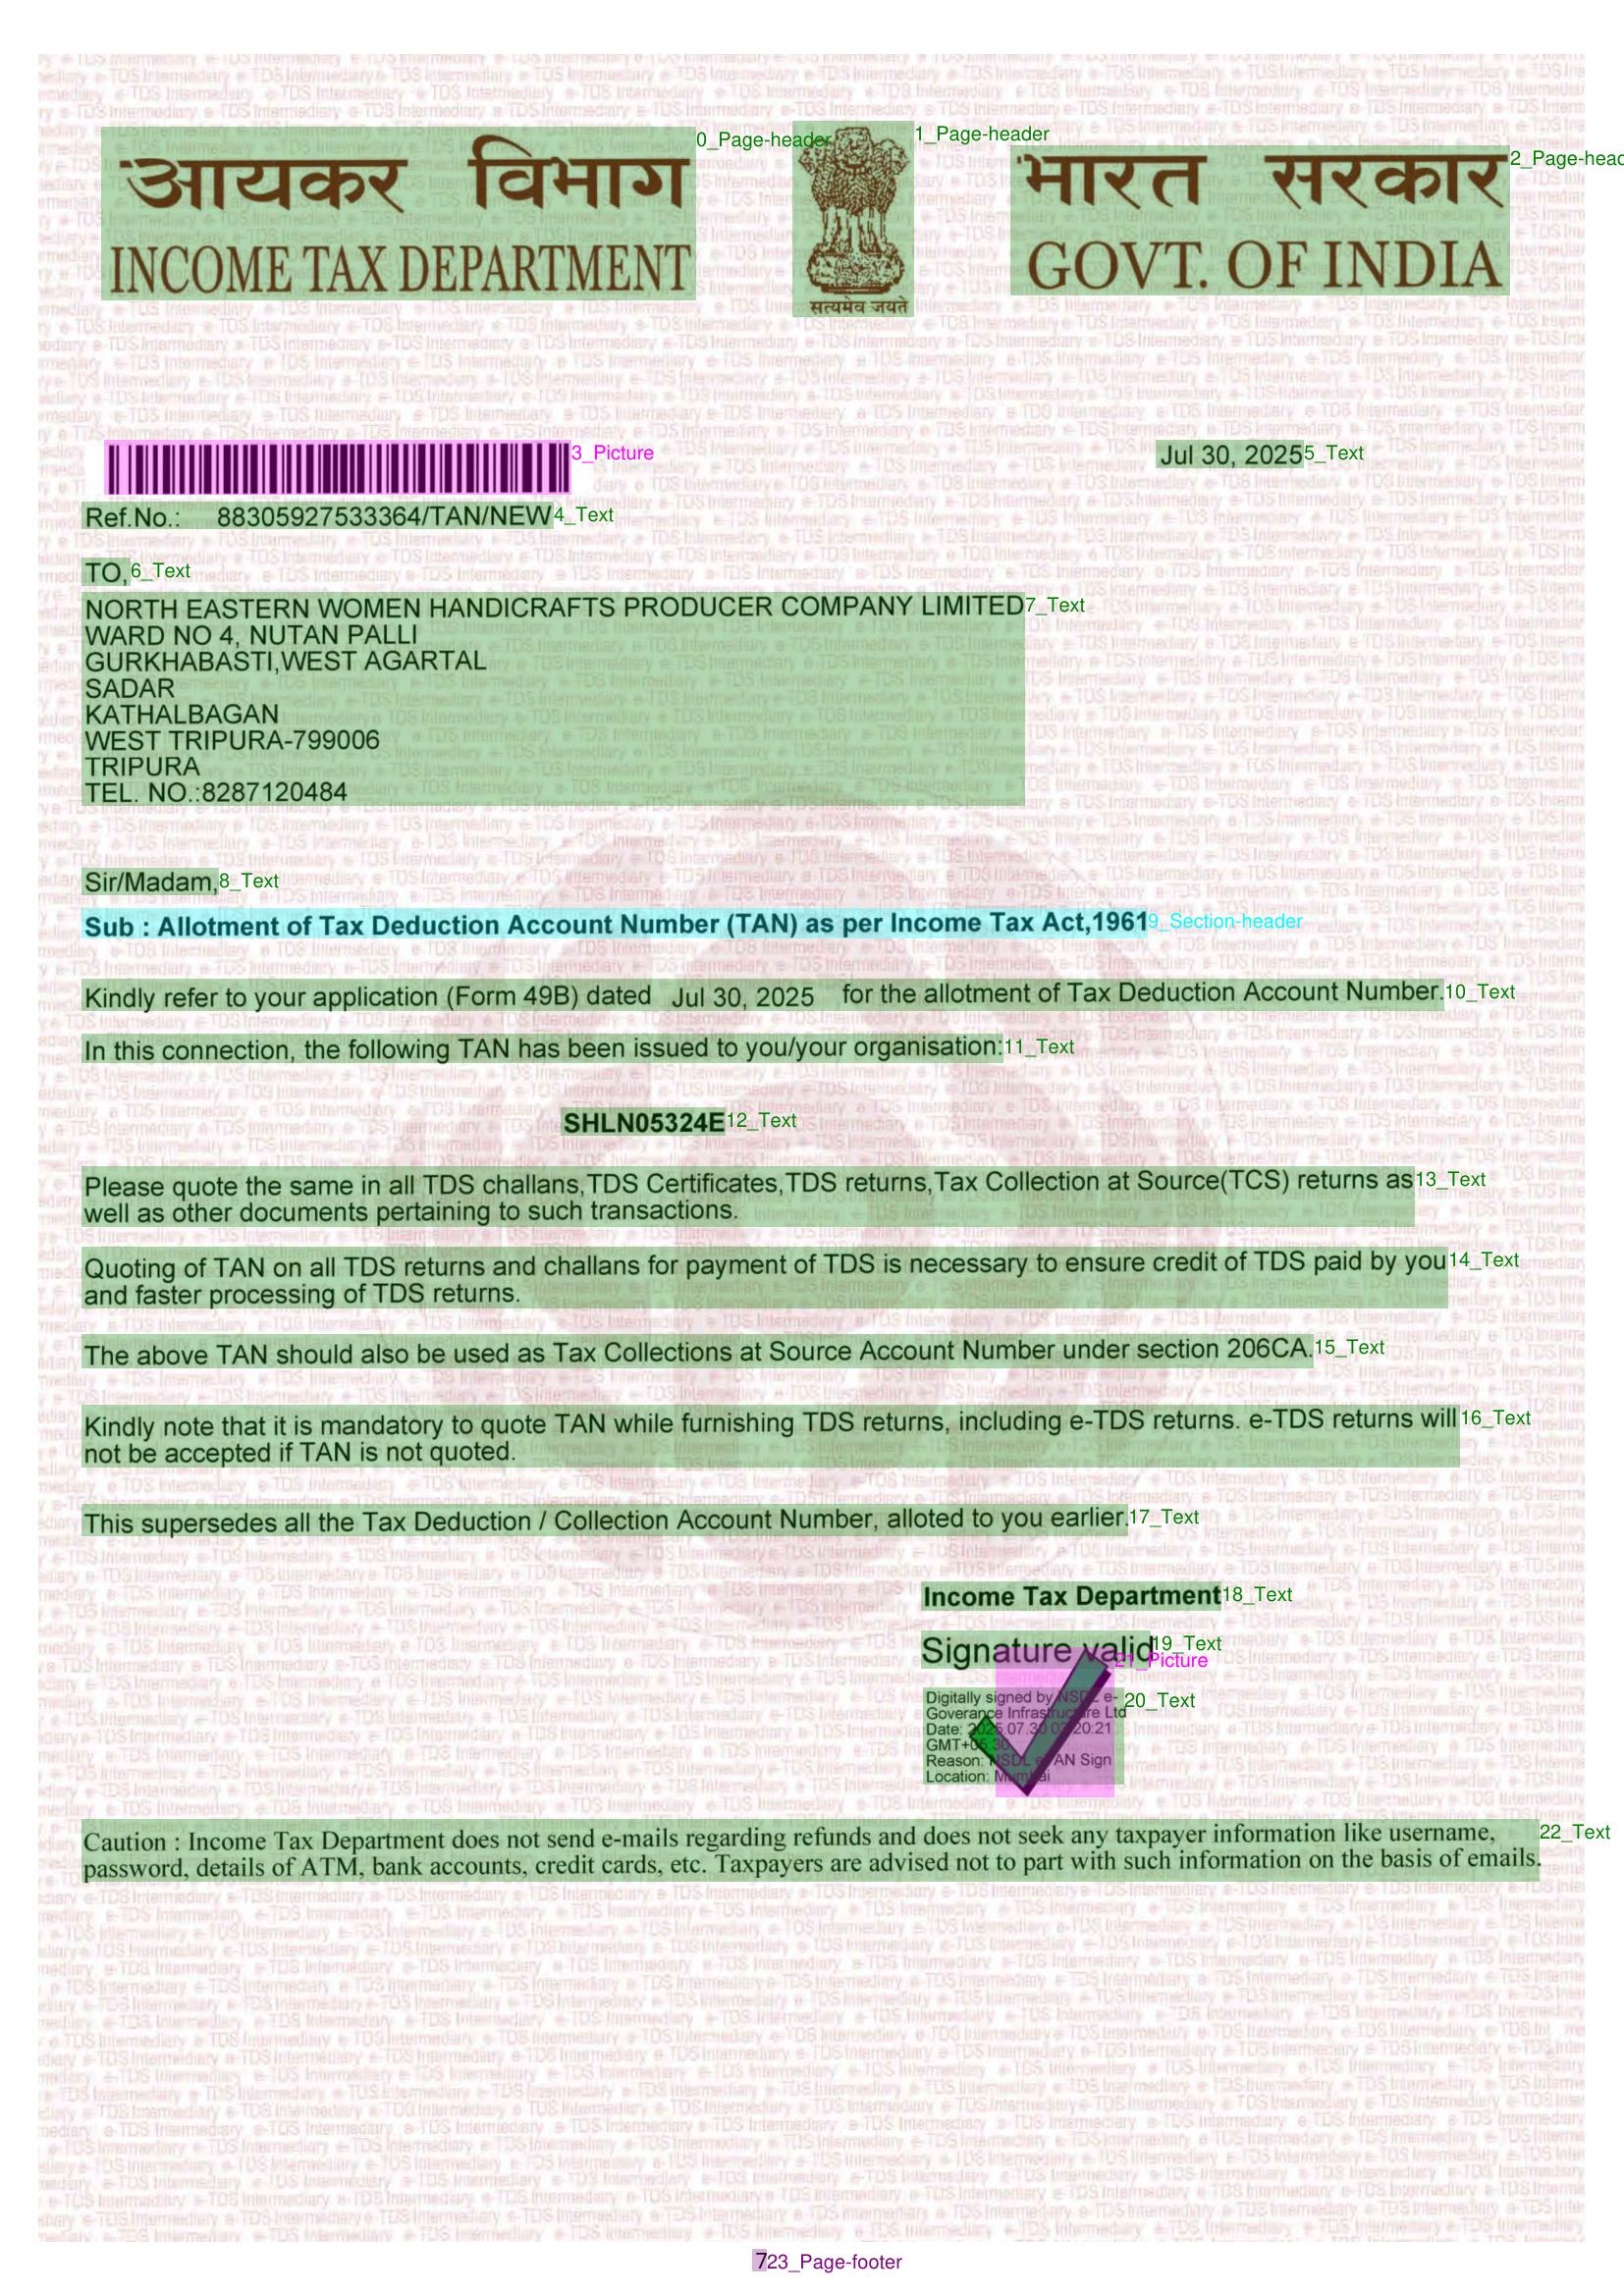 आयकर विभाग
INCOME TAX DEPARTMENT
0_Page-header
सत्यमेव जयते
1_Page-header
भारत सरकार
GOVT. OF INDIA
2_Page-head
3_Picture
Jul 30, 2025 5_Text
Ref.No.: 88305927533364/TAN/NEW 4_Text
TO, 6_Text
NORTH EASTERN WOMEN HANDICRAFTS PRODUCER COMPANY LIMITED 7_Text
WARD NO 4, NUTAN PALLI
GURKHABASTI,WEST AGARTAL
SADAR
KATHALBAGAN
WEST TRIPURA-799006
TRIPURA
TEL. NO.:8287120484
Sir/Madam, 8_Text
Sub : Allotment of Tax Deduction Account Number (TAN) as per Income Tax Act,1961 9_Section-header
Kindly refer to your application (Form 49B) dated Jul 30, 2025 for the allotment of Tax Deduction Account Number. 10_Text
In this connection, the following TAN has been issued to you/your organisation: 11_Text
SHLN05324E 12_Text
Please quote the same in all TDS challans,TDS Certificates,TDS returns,Tax Collection at Source(TCS) returns as 13_Text
well as other documents pertaining to such transactions.
Quoting of TAN on all TDS returns and challans for payment of TDS is necessary to ensure credit of TDS paid by you 14_Text
and faster processing of TDS returns.
The above TAN should also be used as Tax Collections at Source Account Number under section 206CA. 15_Text
Kindly note that it is mandatory to quote TAN while furnishing TDS returns, including e-TDS returns. e-TDS returns will 16_Text
not be accepted if TAN is not quoted.
This supersedes all the Tax Deduction / Collection Account Number, alloted to you earlier. 17_Text
Income Tax Department 18_Text
Signature valid 19_Text
21_Picture
Digitally signed by NSDL e- 20_Text
Goverance Infrastructure Ltd
Date: 2025.07.30
GMT+05:30
Reason: NSDL eTAN Sign
Location: Mumbai
Caution : Income Tax Department does not send e-mails regarding refunds and does not seek any taxpayer information like username, 22_Text
password, details of ATM, bank accounts, credit cards, etc. Taxpayers are advised not to part with such information on the basis of emails.
7 23_Page-footer